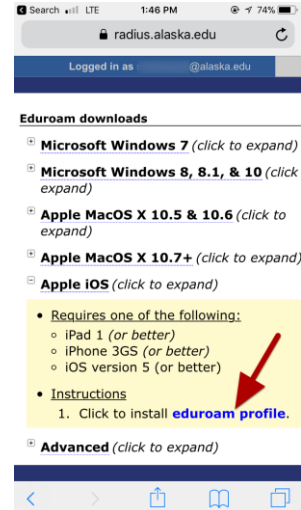 Search LTE 1:46 PM 74%
radius.alaska.edu
Logged in as @alaska.edu
Eduroam downloads
Microsoft Windows 7 (click to expand)
Microsoft Windows 8, 8.1, & 10 (click
expand)
Apple MacOS X 10.5 & 10.6 (click to
expand)
Apple MacOS X 10.7+ (click to expand)
Apple iOS (click to expand)
• Requires one of the following:
◦ iPad 1 (or better)
◦ iPhone 3GS (or better)
◦ iOS version 5 (or better)
• Instructions
1. Click to install eduroam profile.
Advanced (click to expand)